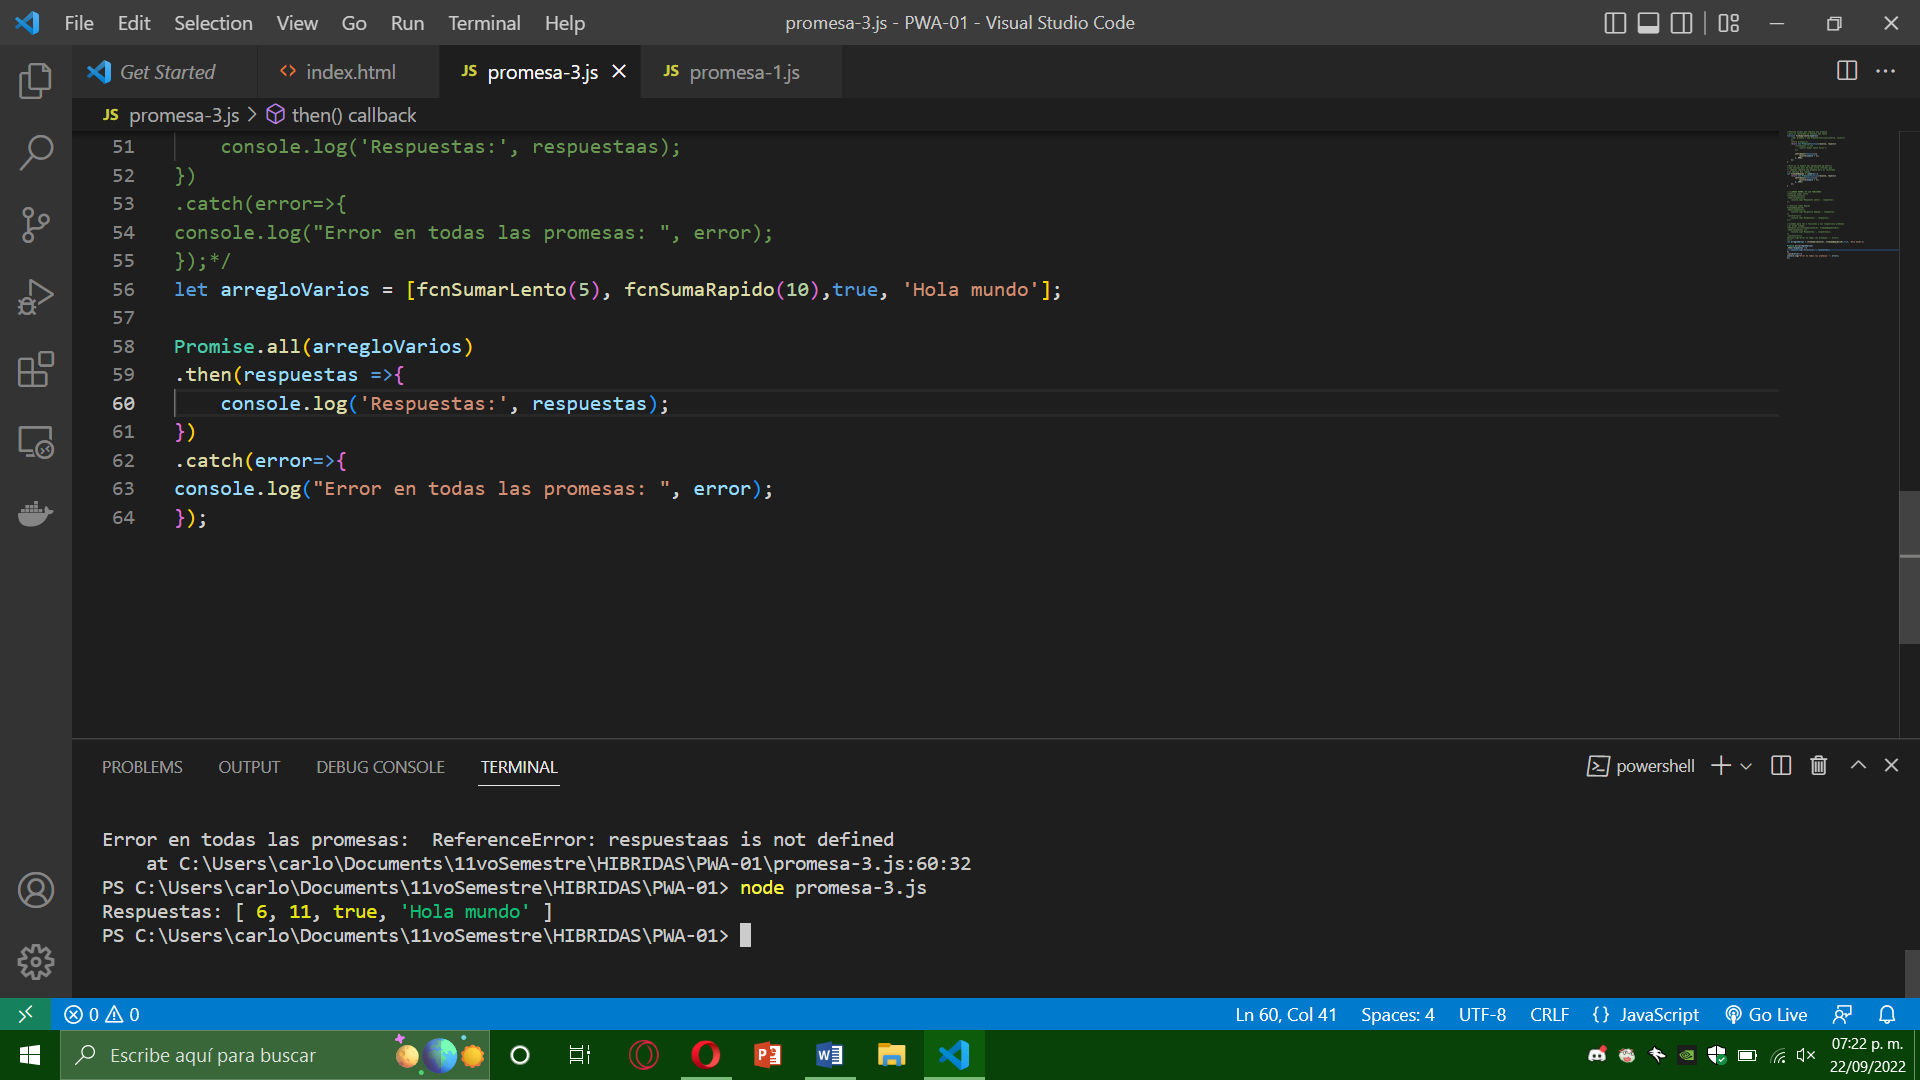 File Edit Selection View Go Run Terminal Help promesa-3.js - PWA-01 - Visual Studio Code
Get Started index.html JS promesa-3.js JS promesa-1.js
JS promesa-3.js > then() callback
51 console.log('Respuestas:', respuestaas);
52 })
53 .catch(error=>{
54 console.log("Error en todas las promesas: ", error);
55 });*/
56 let arregloVarios = [fcnSumarLento(5), fcnSumaRapido(10),true, 'Hola mundo'];
57
58 Promise.all(arregloVarios)
59 .then(respuestas =>{
60 console.log('Respuestas:', respuestas);
61 })
62 .catch(error=>{
63 console.log("Error en todas las promesas: ", error);
64 });
PROBLEMS OUTPUT DEBUG CONSOLE TERMINAL powershell
Error en todas las promesas:  ReferenceError: respuestaas is not defined
at C:\Users\carlo\Documents\11voSemestre\HIBRIDAS\PWA-01\promesa-3.js:60:32
PS C:\Users\carlo\Documents\11voSemestre\HIBRIDAS\PWA-01> node promesa-3.js
Respuestas: [ 6, 11, true, 'Hola mundo' ]
PS C:\Users\carlo\Documents\11voSemestre\HIBRIDAS\PWA-01>
0 0 Ln 60, Col 41 Spaces: 4 UTF-8 CRLF {} JavaScript Go Live
Escribe aquí para buscar
07:22 p. m.
22/09/2022